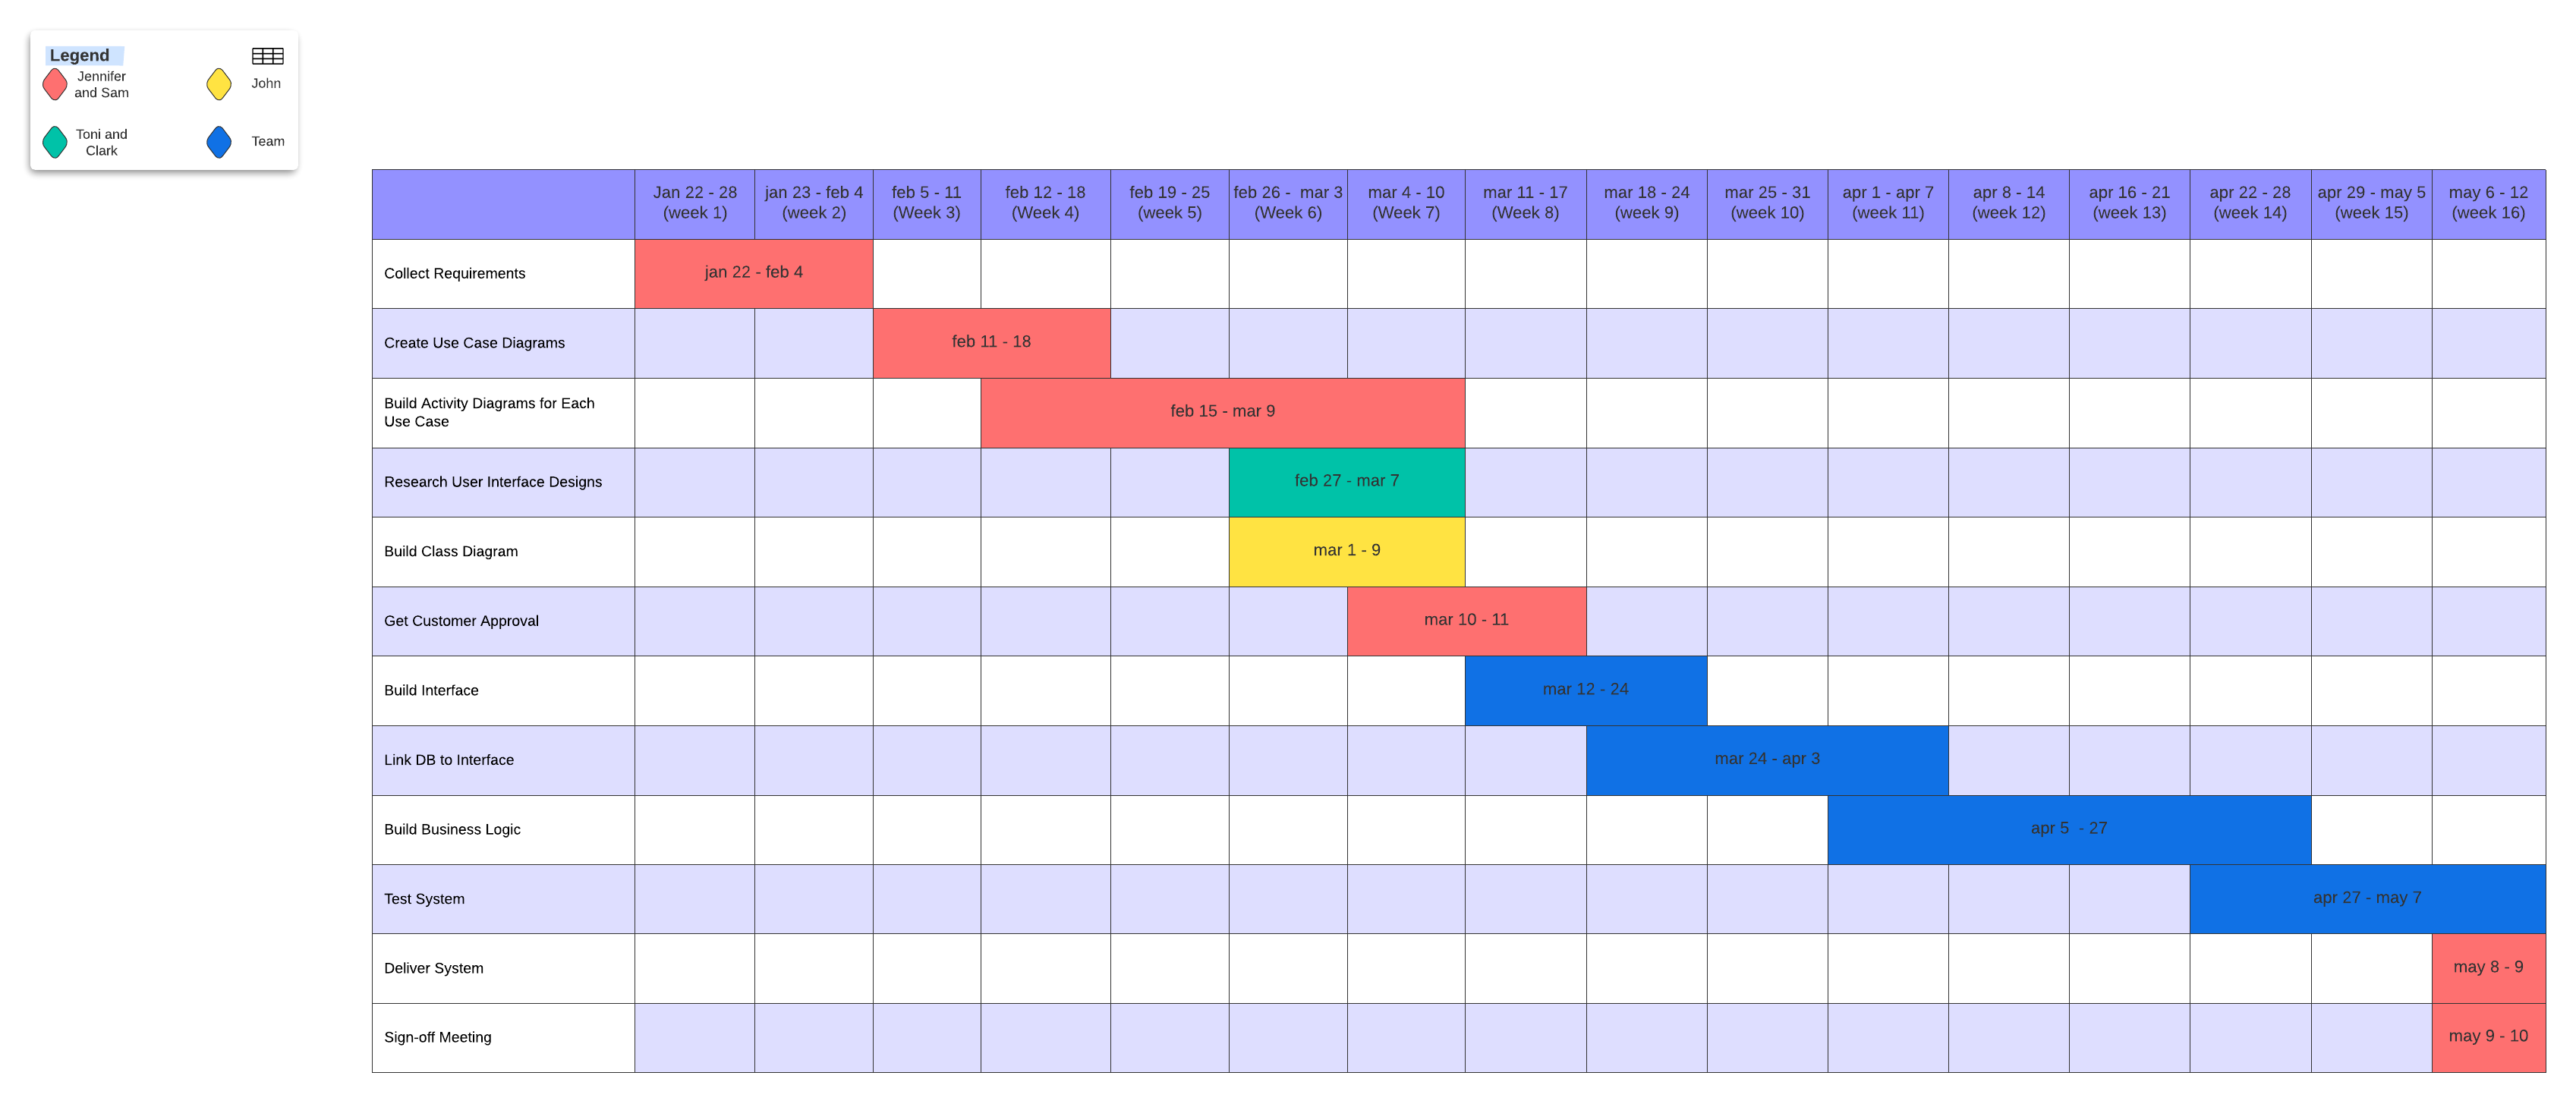 Legend
Jennifer
and Sam
John
Toni and
Clark
Team
Jan 22 - 28
(week 1)
jan 23 - feb 4
(week 2)
feb 5 - 11
(Week 3)
feb 12 - 18
(Week 4)
feb 19 - 25
(week 5)
feb 26 -  mar 3
(Week 6)
mar 4 - 10
(Week 7)
mar 11 - 17
(Week 8)
mar 18 - 24
(week 9)
mar 25 - 31
(week 10)
apr 1 - apr 7
(week 11)
apr 8 - 14
(week 12)
apr 16 - 21
(week 13)
apr 22 - 28
(week 14)
apr 29 - may 5
(week 15)
may 6 - 12
(week 16)
Collect Requirements
jan 22 - feb 4
Create Use Case Diagrams
feb 11 - 18
Build Activity Diagrams for Each
Use Case
feb 15 - mar 9
Research User Interface Designs
feb 27 - mar 7
Build Class Diagram
mar 1 - 9
Get Customer Approval
mar 10 - 11
Build Interface
mar 12 - 24
Link DB to Interface
mar 24 - apr 3
Build Business Logic
apr 5  - 27
Test System
apr 27 - may 7
Deliver System
may 8 - 9
Sign-off Meeting
may 9 - 10